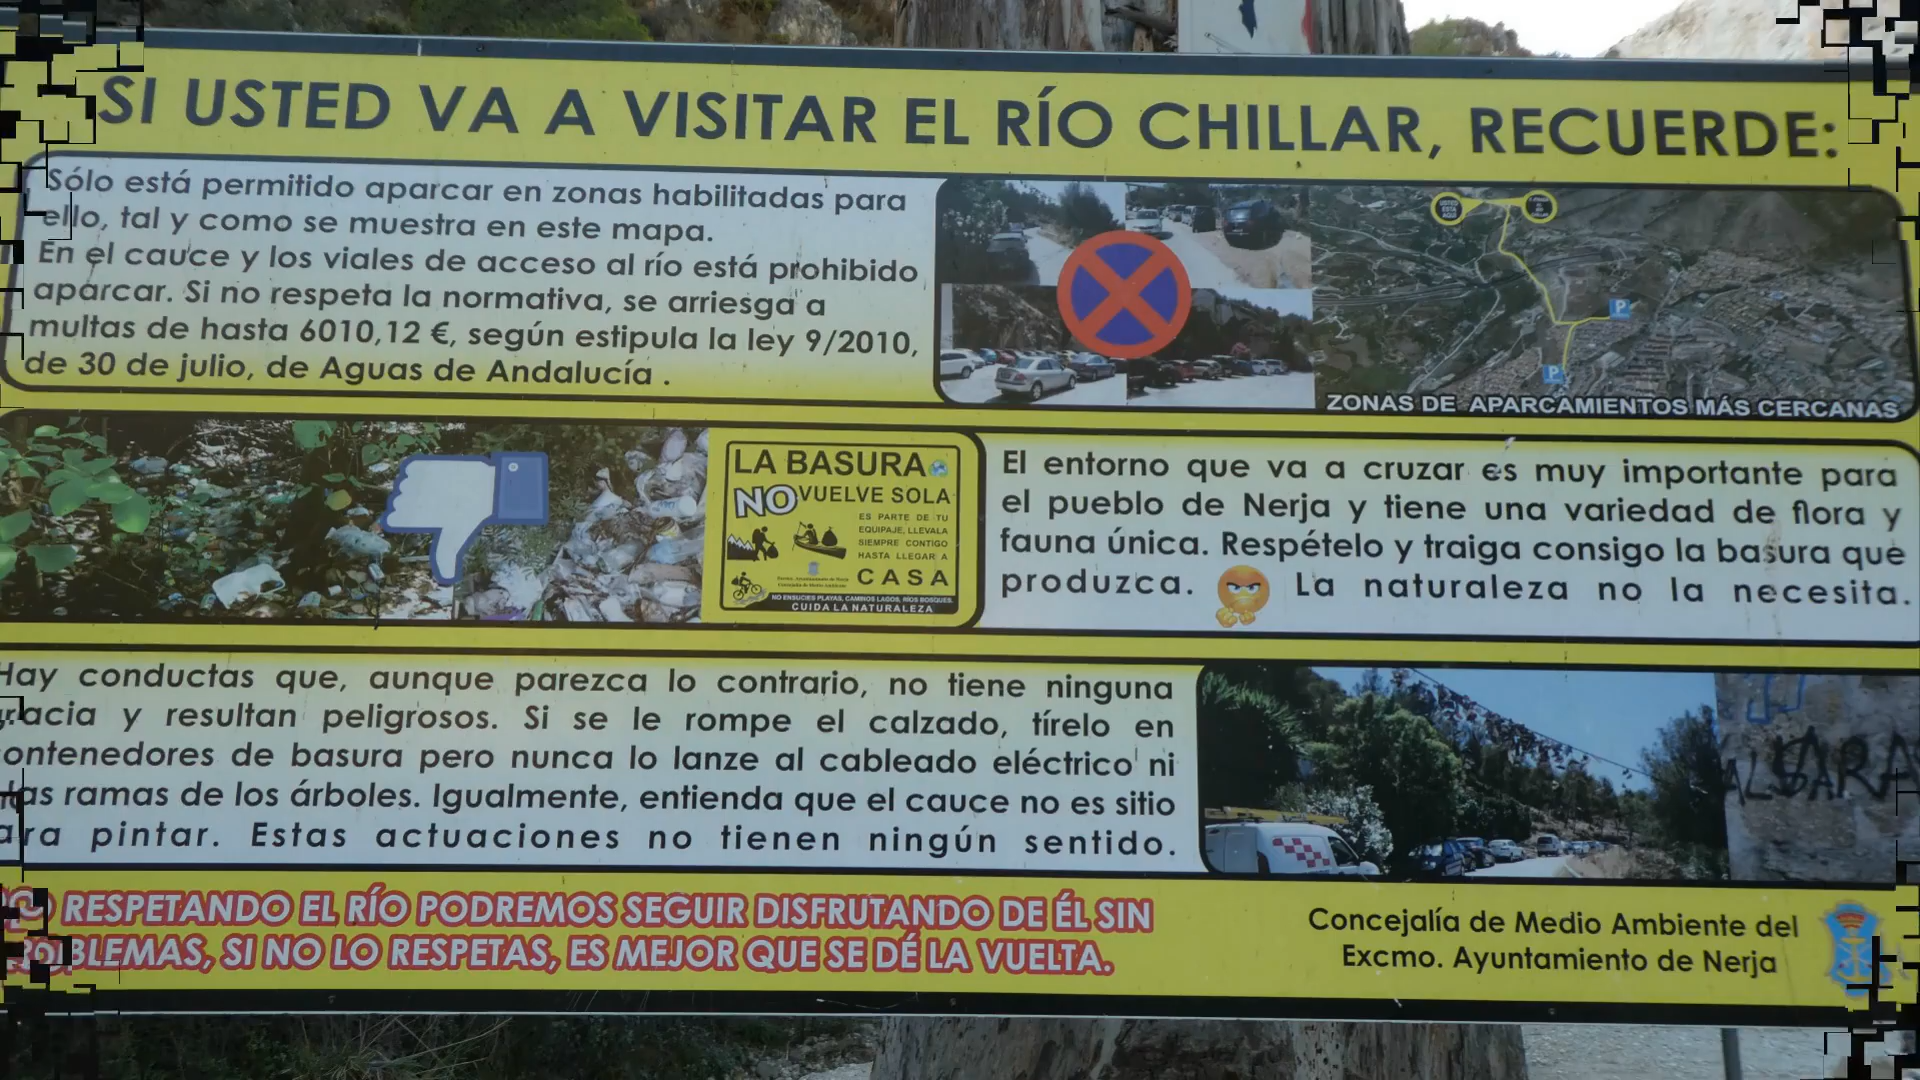 SI USTED VA A VISITAR EL RÍO CHILLAR, RECUERDE:
Sólo está permitido aparcar en zonas habilitadas para
ello, tal y como se muestra en este mapa.
En el cauce y los viales de acceso al río está prohibido
aparcar. Si no respeta la normativa, se arriesga a
multas de hasta 6010,12 €, según estipula la ley 9/2010,
de 30 de julio, de Aguas de Andalucía .
USTED
ESTÁ
AQUÍ
P
P
ZONAS DE APARCAMIENTOS MÁS CERCANAS
LA BASURA
NO VUELVE SOLA
ES PARTE DE TU
EQUIPAJE, LLEVALA
SIEMPRE CONTIGO
HASTA LLEGAR A
CASA
NO ENSUCIES PLAYAS, CAMINOS LAGOS, RIOS BOSQUES.
CUIDA LA NATURALEZA
El entorno que va a cruzar es muy importante para
el pueblo de Nerja y tiene una variedad de flora y
fauna única. Respételo y traiga consigo la basura que
produzca. La naturaleza no la necesita.
Hay conductas que, aunque parezca lo contrario, no tiene ninguna
gracia y resultan peligrosos. Si se le rompe el calzado, tírelo en
contenedores de basura pero nunca lo lanze al cableado eléctrico ni
las ramas de los árboles. Igualmente, entienda que el cauce no es sitio
para pintar. Estas actuaciones no tienen ningún sentido.
RESPETANDO EL RÍO PODREMOS SEGUIR DISFRUTANDO DE ÉL SIN
PROBLEMAS, SI NO LO RESPETAS, ES MEJOR QUE SE DÉ LA VUELTA.
Concejalía de Medio Ambiente del
Excmo. Ayuntamiento de Nerja